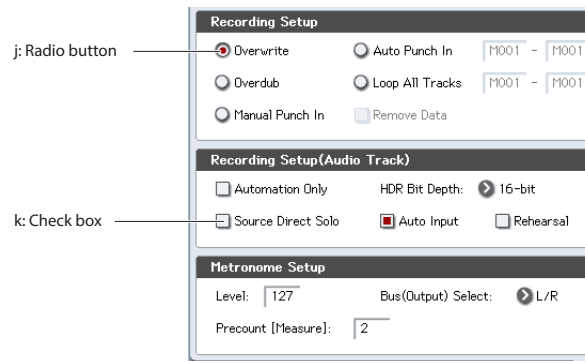 Recording Setup
j: Radio button
Overwrite Auto Punch In M001 - M001
Overdub Loop All Tracks M001 - M001
Manual Punch In Remove Data
Recording Setup(Audio Track)
Automation Only HDR Bit Depth: 16-bit
k: Check box
Source Direct Solo Auto Input Rehearsal
Metronome Setup
Level: 127 Bus(Output) Select: L/R
Precount [Measure]: 2